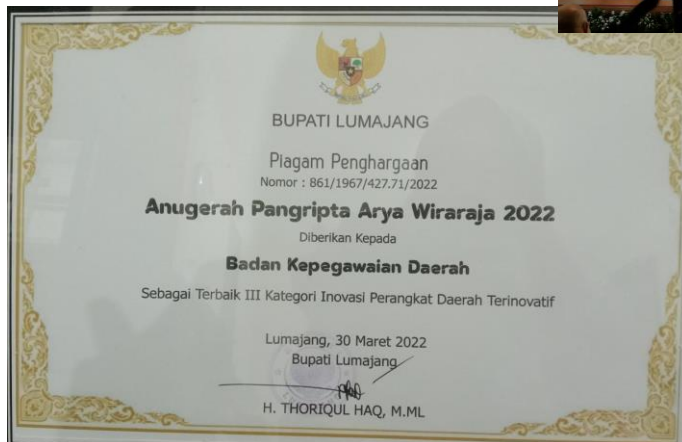 BUPATI LUMAJANG
Piagam Penghargaan
Nomor : 861/1967/427.71/2022
Anugerah Pangripta Arya Wiraraja 2022
Diberikan Kepada
Badan Kepegawaian Daerah
Sebagai Terbaik III Kategori Inovasi Perangkat Daerah Terinovatif
Lumajang, 30 Maret 2022
Bupati Lumajang
H. THORIQUL HAQ, M.ML